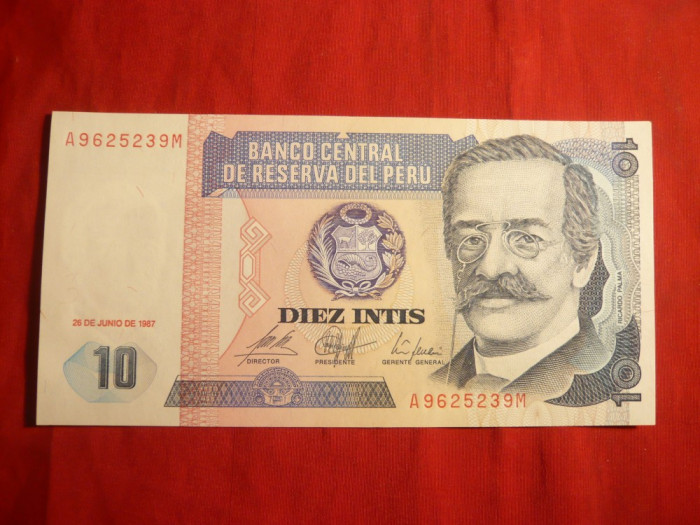 A9625239M
BANCO CENTRAL
DE RESERVA DEL PERU
10
RICARDO PALMA
DIEZ INTIS
26 DE JUNIO DE 1987
10
DIRECTOR
PRESIDENTE
GERENTE GENERAL
A9625239M
10